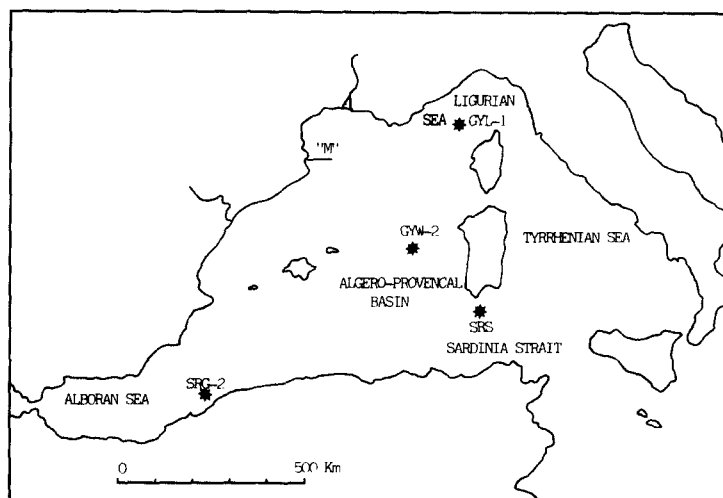 LIGURIAN
SEA GYL-1
"M"
GYW-2
TYRRHENIAN SEA
ALGERO-PROVENCAL
BASIN
SRS
SARDINIA STRAIT
SRG-2
ALBORAN SEA
0 500 Km